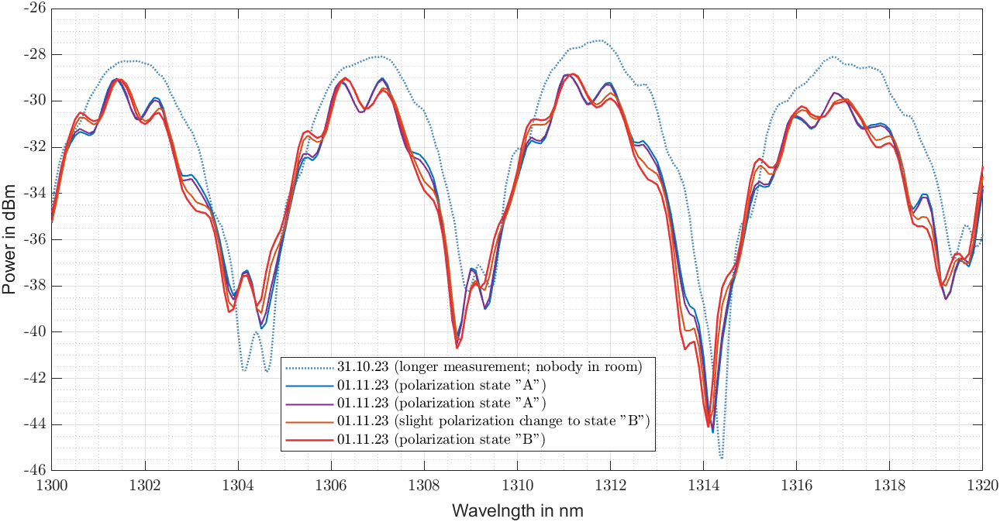 -26
-28
-30
-32
-34
-36
-38
-40
-42
-44
-46
Power in dBm
31.10.23 (longer measurement; nobody in room)
01.11.23 (polarization state "A")
01.11.23 (polarization state "A")
01.11.23 (slight polarization change to state "B")
01.11.23 (polarization state "B")
1300 1302 1304 1306 1308 1310 1312 1314 1316 1318 1320
Wavelngth in nm